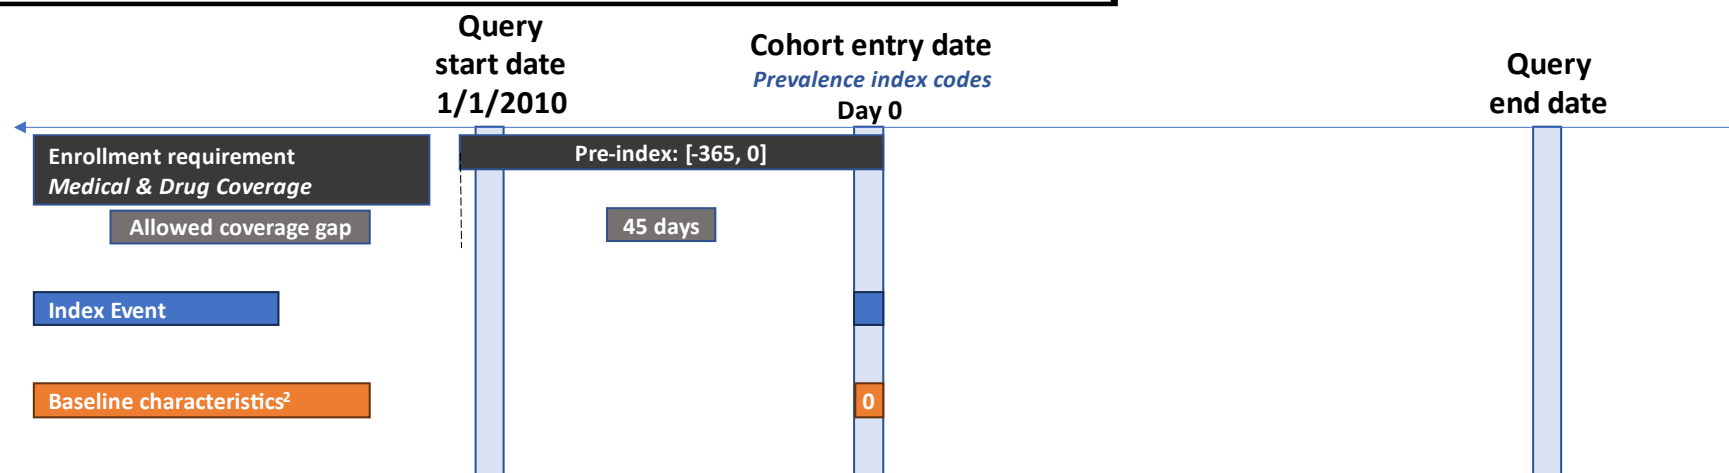 Query
start date
1/1/2010
Cohort entry date
Prevalence index codes
Day 0
Query
end date
Enrollment requirement
Medical & Drug Coverage
Pre-index: [-365, 0]
Allowed coverage gap
45 days
Index Event
Baseline characteristics²
0